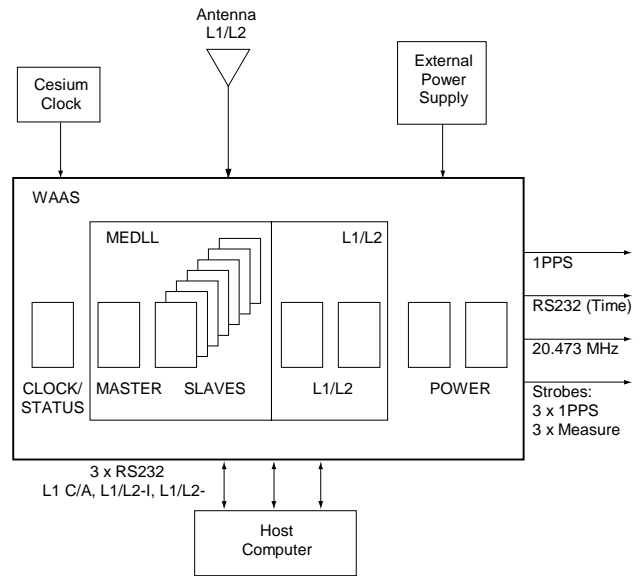 Antenna
L1/L2
Cesium
Clock
External
Power
Supply
WAAS
MEDLL
L1/L2
1PPS
RS232 (Time)
20.473 MHz
CLOCK/
STATUS
MASTER
SLAVES
L1/L2
POWER
Strobes:
3 x 1PPS
3 x Measure
3 x RS232
L1 C/A, L1/L2-I, L1/L2-
Host
Computer